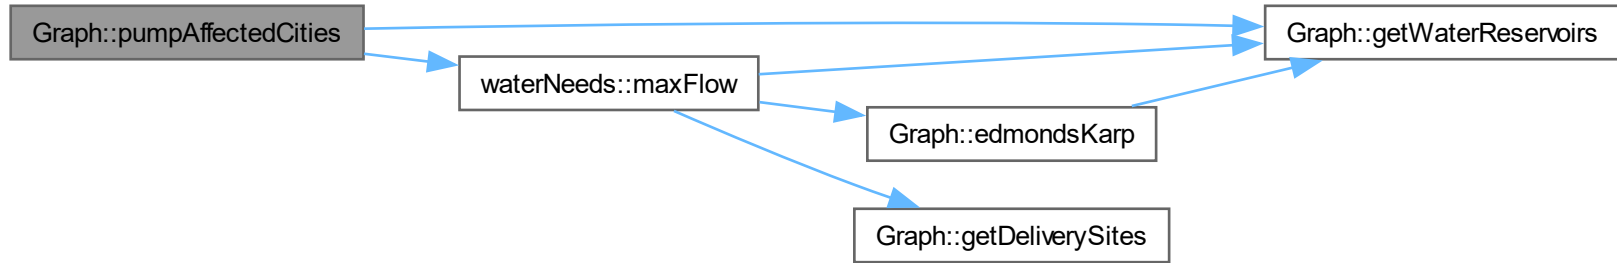 Graph::pumpAffectedCities
waterNeeds::maxFlow
Graph::getWaterReservoirs
Graph::edmondsKarp
Graph::getDeliverySites